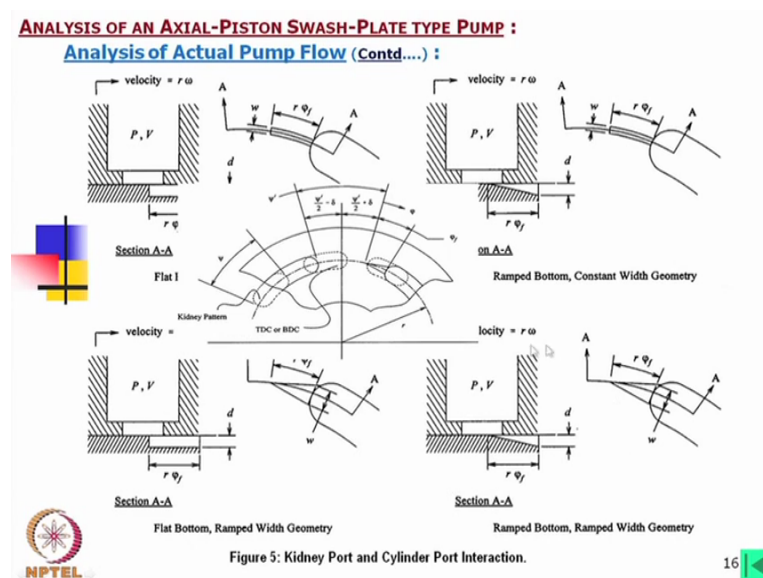 ANALYSIS OF AN AXIAL-PISTON SWASH-PLATE TYPE PUMP :
Analysis of Actual Pump Flow (Contd....) :
velocity = rω
A
w
r φf
A
P, V
d
r φ
Section A-A
Flat
velocity = rω
A
w
r φf
A
P, V
d
r φf
on A-A
Ramped Bottom, Constant Width Geometry
ψ'
ψ'/2 - δ
ψ'/2 + δ
φ
φf
ψ
Kidney Pattern
TDC or BDC
r
velocity =
P, V
d
r φf
A
w
Section A-A
Flat Bottom, Ramped Width Geometry
locity = rω
A
r φf
A
P, V
d
w
r φf
Section A-A
Ramped Bottom, Ramped Width Geometry
Figure 5: Kidney Port and Cylinder Port Interaction.
NPTEL
16